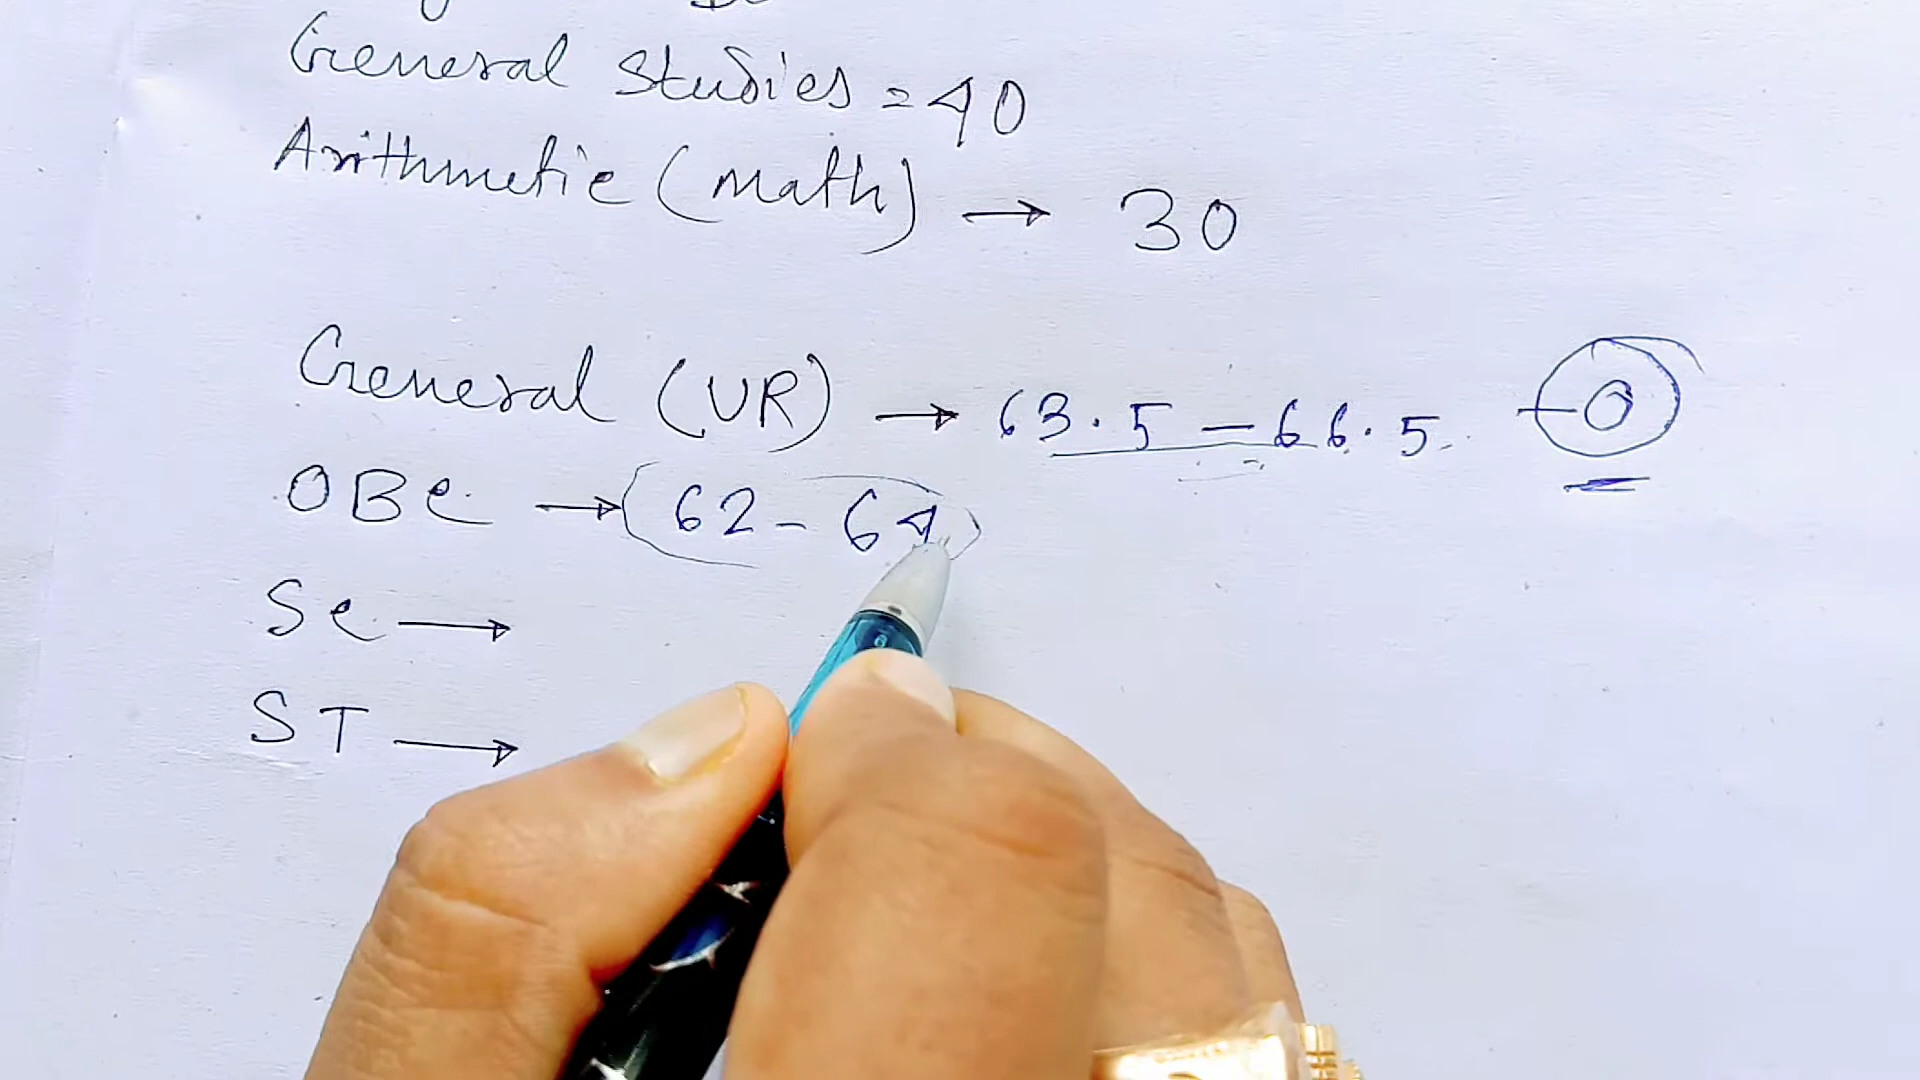 General Studies = 40
Arithmetic (Math) → 30
General (UR) → 63.5 – 66.5 – 0
OBC → (62 – 64)
SC →
ST →